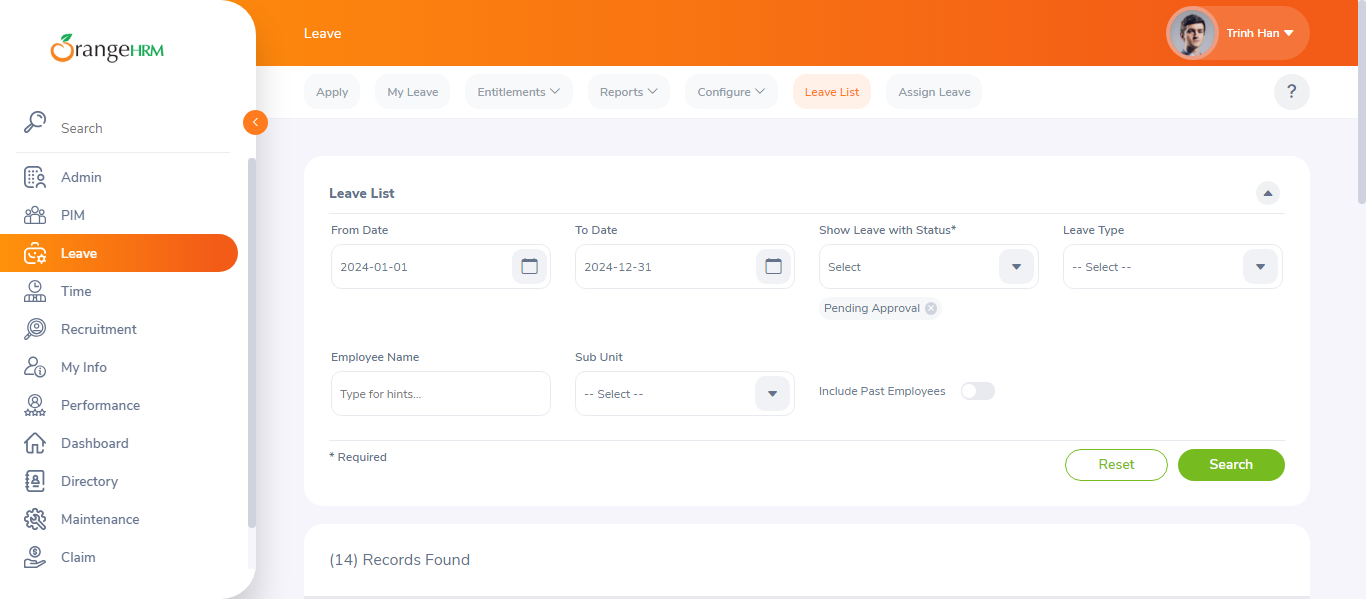 OrangeHRM
Search
Admin
PIM
Leave
Time
Recruitment
My Info
Performance
Dashboard
Directory
Maintenance
Claim
Leave
Trinh Han
Apply
My Leave
Entitlements
Reports
Configure
Leave List
Assign Leave
?
Leave List
From Date
To Date
Show Leave with Status*
Leave Type
2024-01-01
2024-12-31
Select
-- Select --
Pending Approval
Employee Name
Sub Unit
Type for hints...
-- Select --
Include Past Employees
* Required
Reset
Search
(14) Records Found